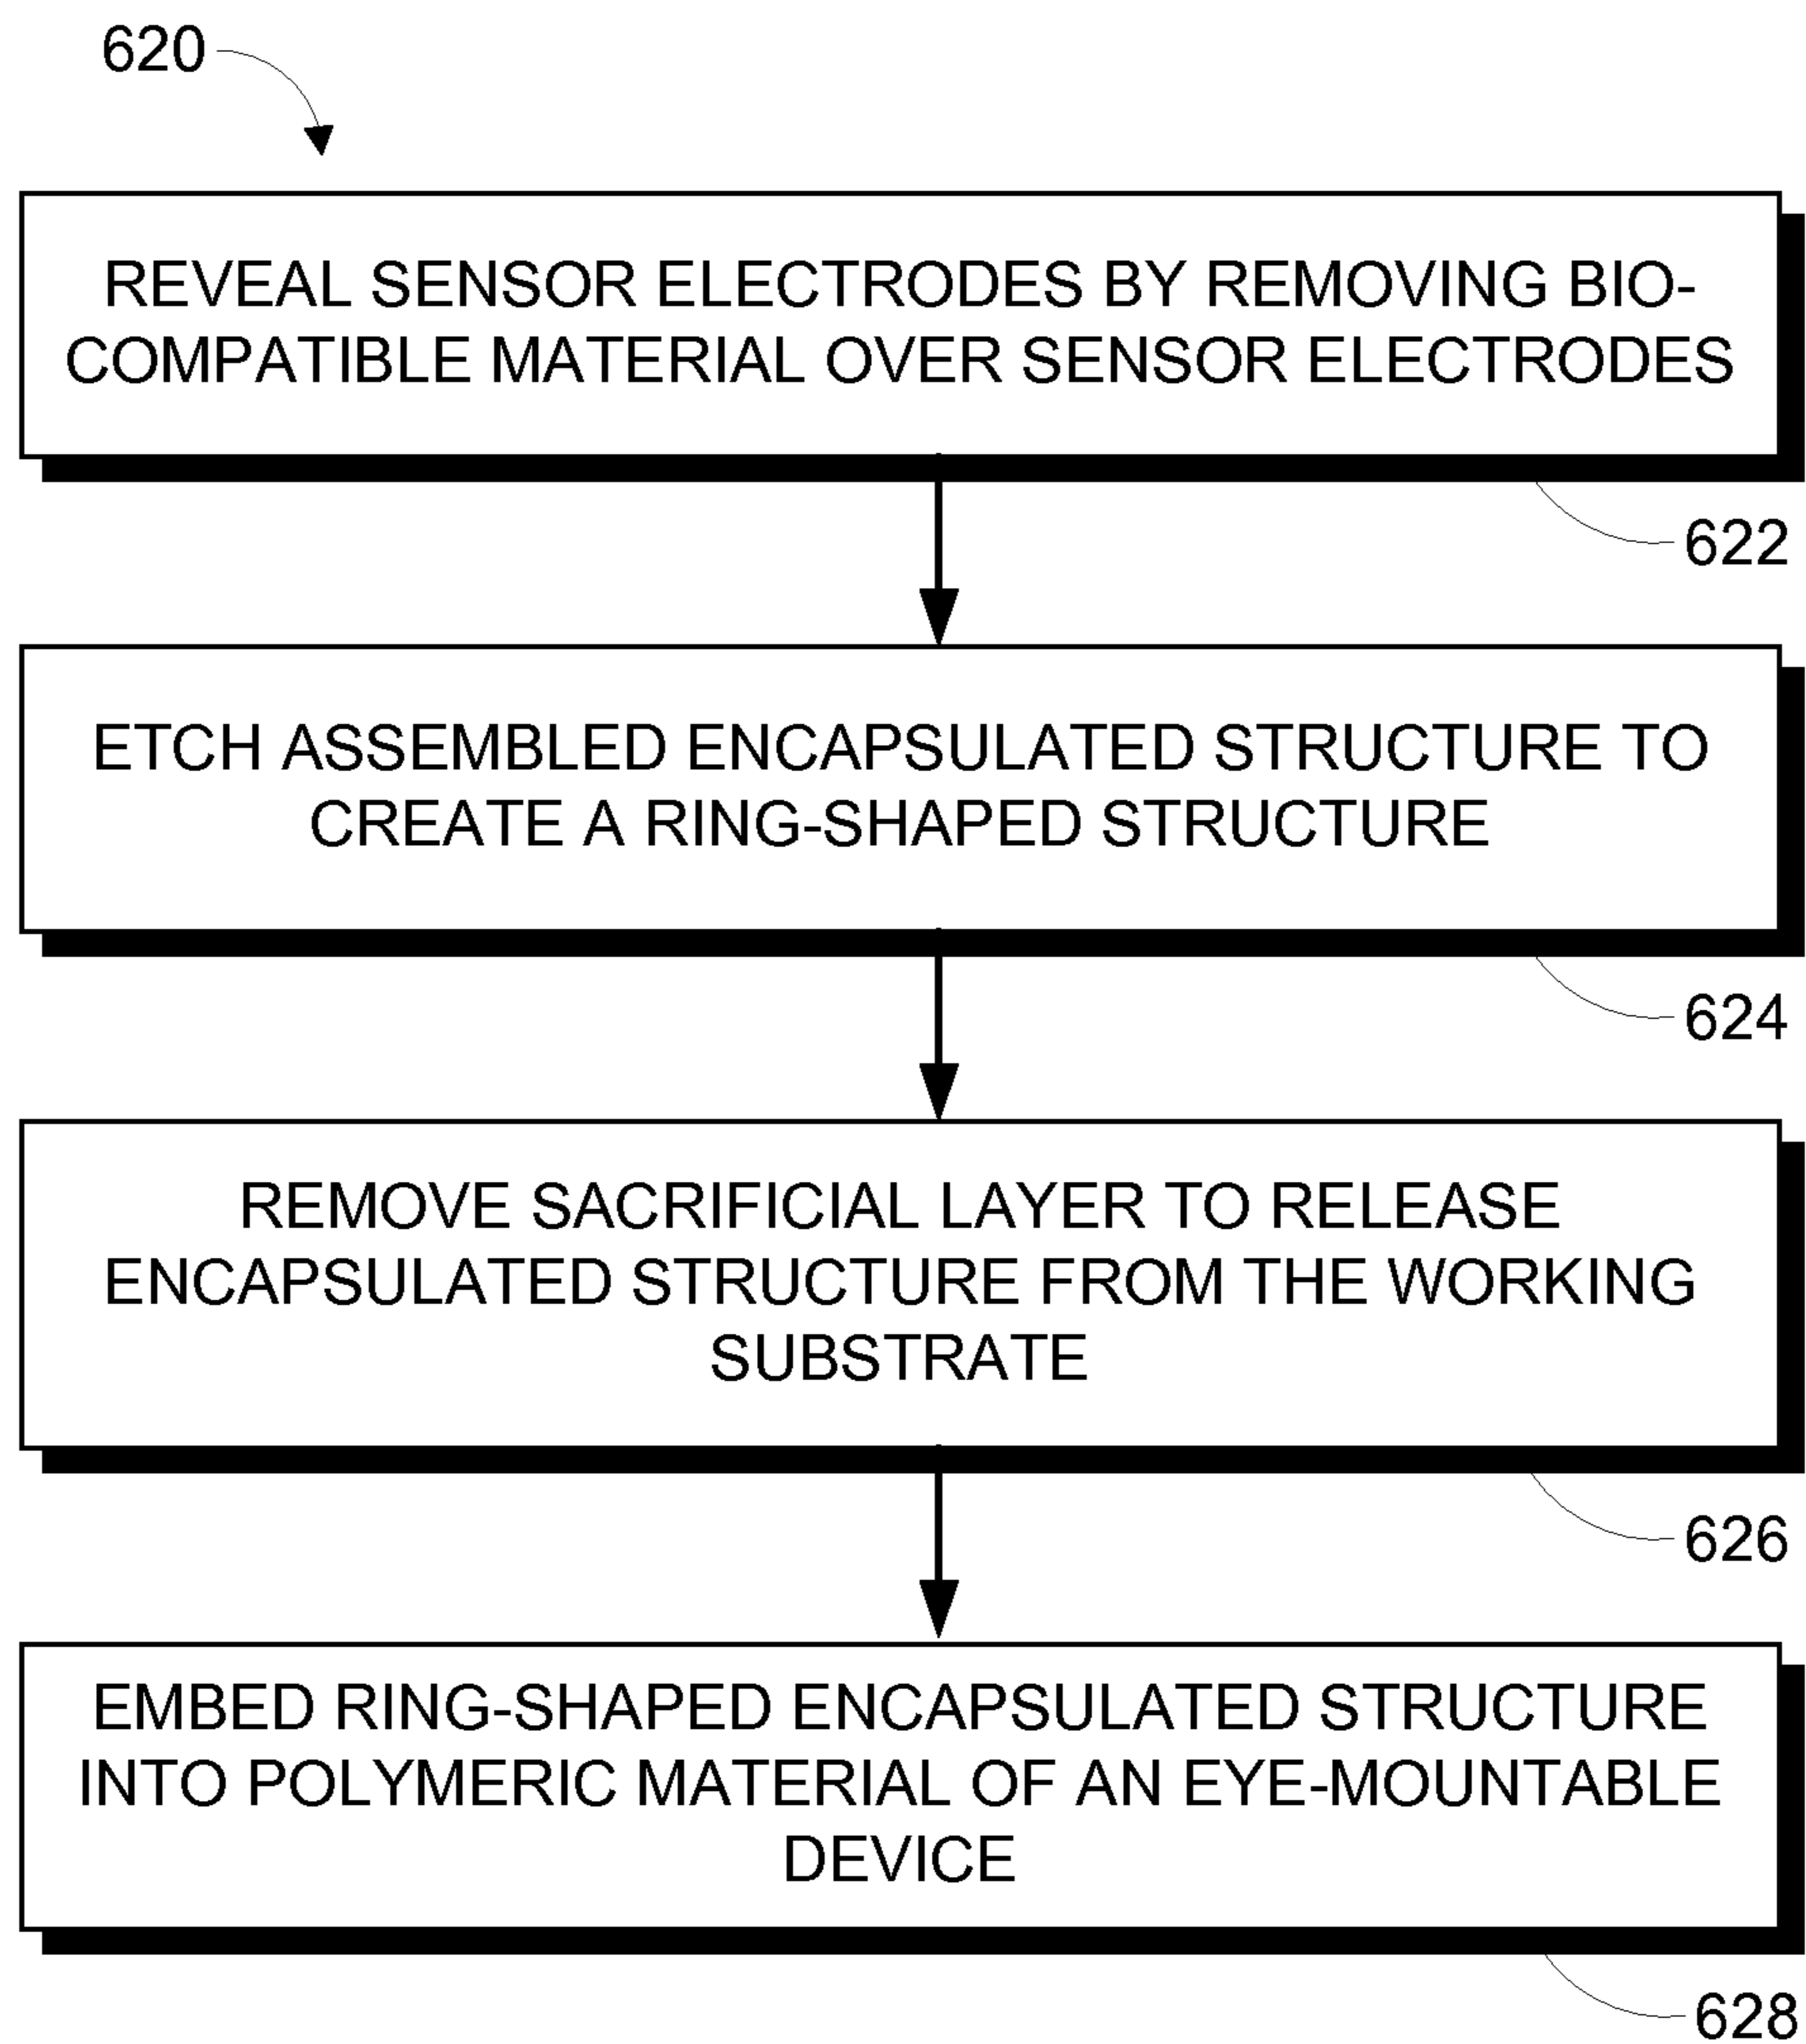 620
REVEAL SENSOR ELECTRODES BY REMOVING BIO-
COMPATIBLE MATERIAL OVER SENSOR ELECTRODES
622
ETCH ASSEMBLED ENCAPSULATED STRUCTURE TO
CREATE A RING-SHAPED STRUCTURE
624
REMOVE SACRIFICIAL LAYER TO RELEASE
ENCAPSULATED STRUCTURE FROM THE WORKING
SUBSTRATE
626
EMBED RING-SHAPED ENCAPSULATED STRUCTURE
INTO POLYMERIC MATERIAL OF AN EYE-MOUNTABLE
DEVICE
628